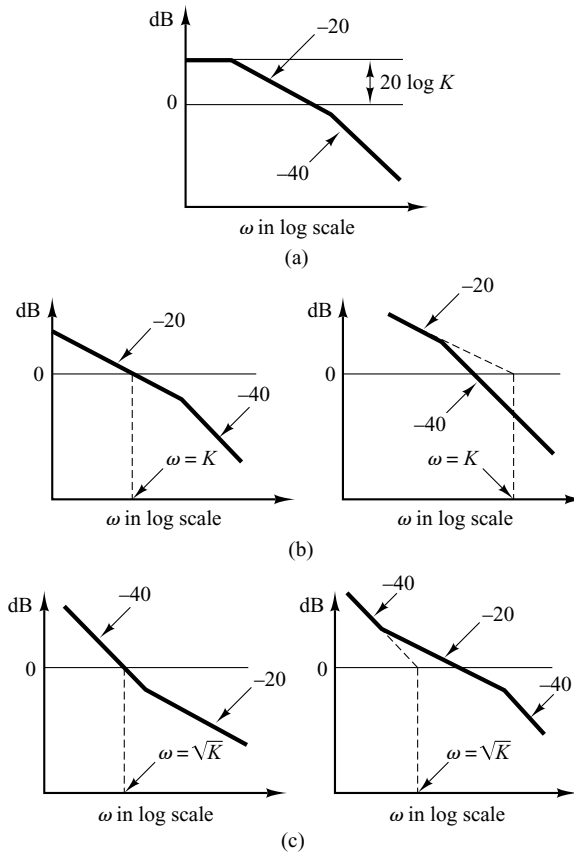 dB
–20
20 log K
0
–40
ω in log scale
(a)
dB
–20
0
–40
ω = K
ω in log scale
dB
–20
0
–40
ω = K
ω in log scale
(b)
dB
–40
0
–20
ω = √K
ω in log scale
dB
–40
–20
0
–40
ω = √K
ω in log scale
(c)